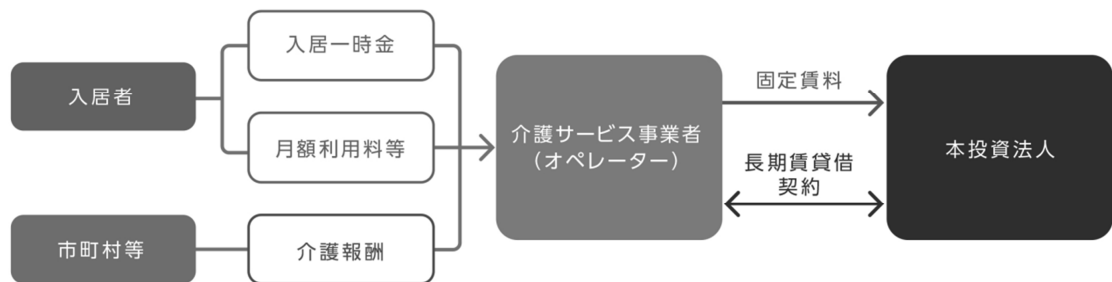 入居者
入居一時金
月額利用料等
市町村等
介護報酬
介護サービス事業者
(オペレーター)
固定賃料
長期賃貸借
契約
本投資法人